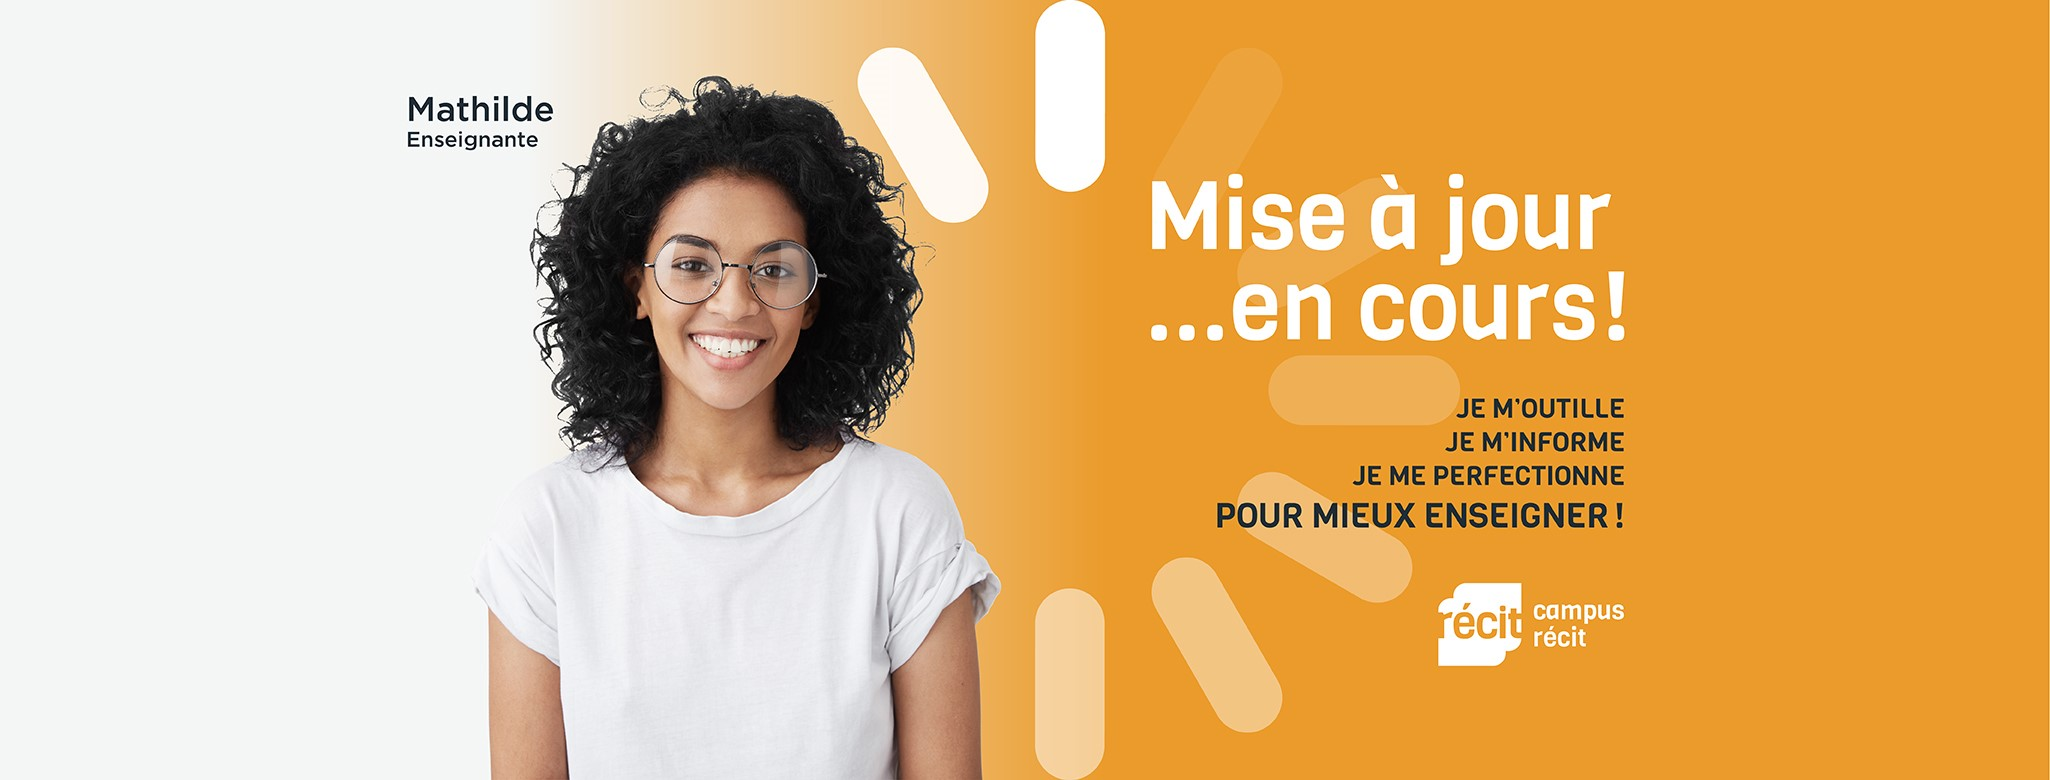 Mathilde
Enseignante
Mise à jour
...en cours!
JE M'OUTILLE
JE M'INFORME
JE ME PERFECTIONNE
POUR MIEUX ENSEIGNER !
récit
campus
récit